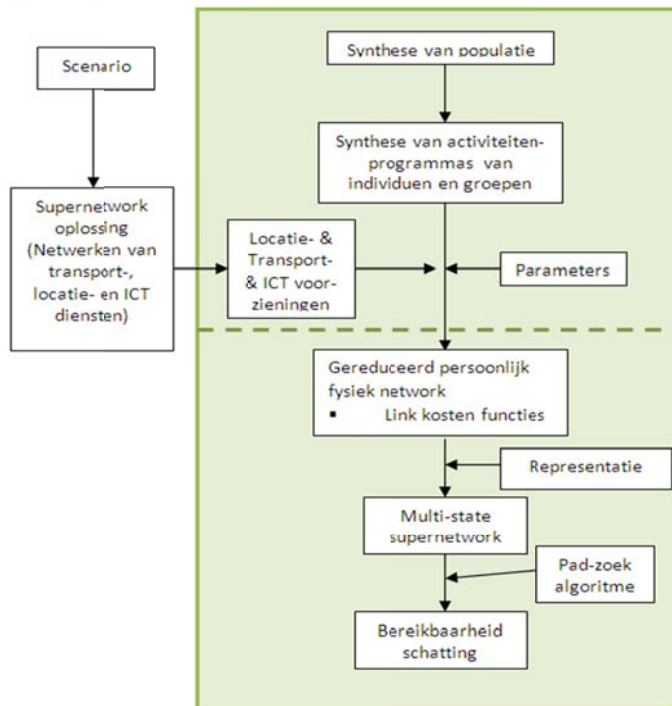 Scenario
Synthese van populatie
Synthese van activiteiten-
programmas van
individuen en groepen
Supernetwork
oplossing
(Netwerken van
transport-,
locatie- en ICT
diensten)
Locatie- &
Transport-
& ICT voor-
zieningen
Parameters
Gereduceerd persoonlijk
fysiek network
▪ Link kosten functies
Representatie
Multi-state
supernetwork
Pad-zoek
algoritme
Bereikbaarheid
schatting